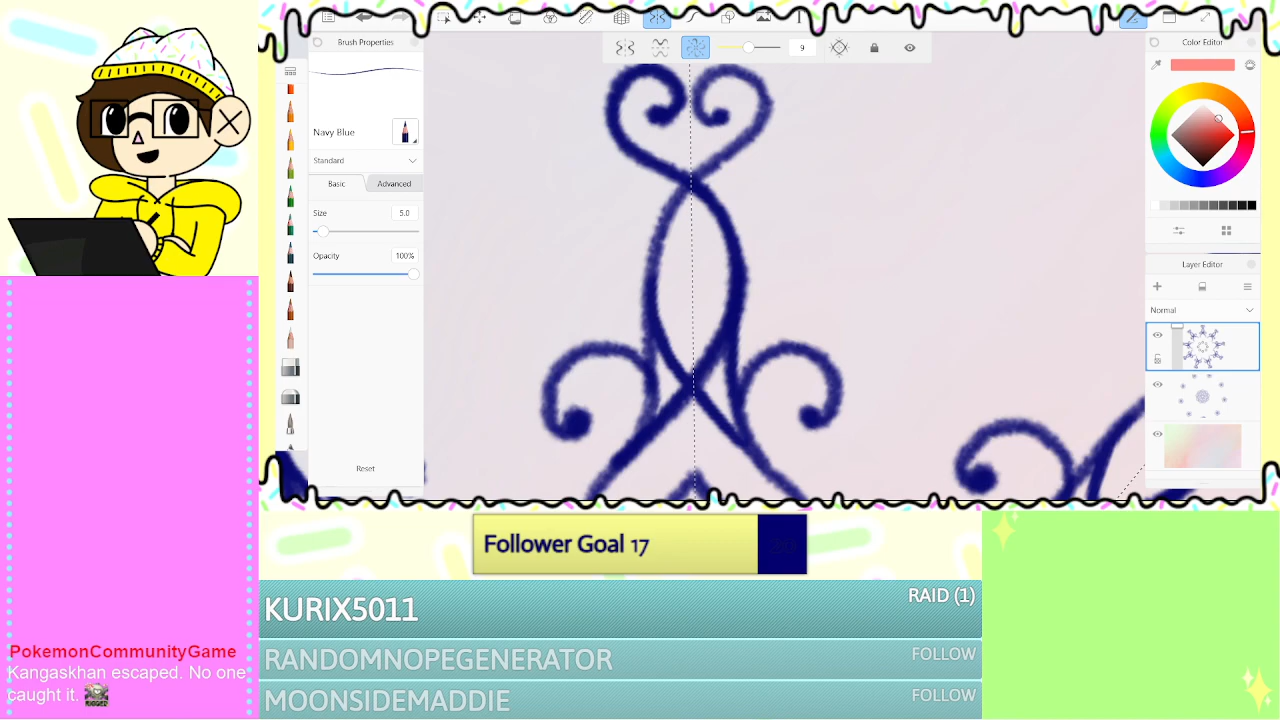 Brush Properties
9
Color Editor
Navy Blue
Standard
Basic
Advanced
Size
5.0
Opacity
100%
Reset
Layer Editor
Normal
Follower Goal 17
KURIX5011
RAID (1)
RANDOMNOPEGENERATOR
FOLLOW
MOONSIDEMADDIE
FOLLOW
PokemonCommunityGame
Kangaskhan escaped. No one
caught it.